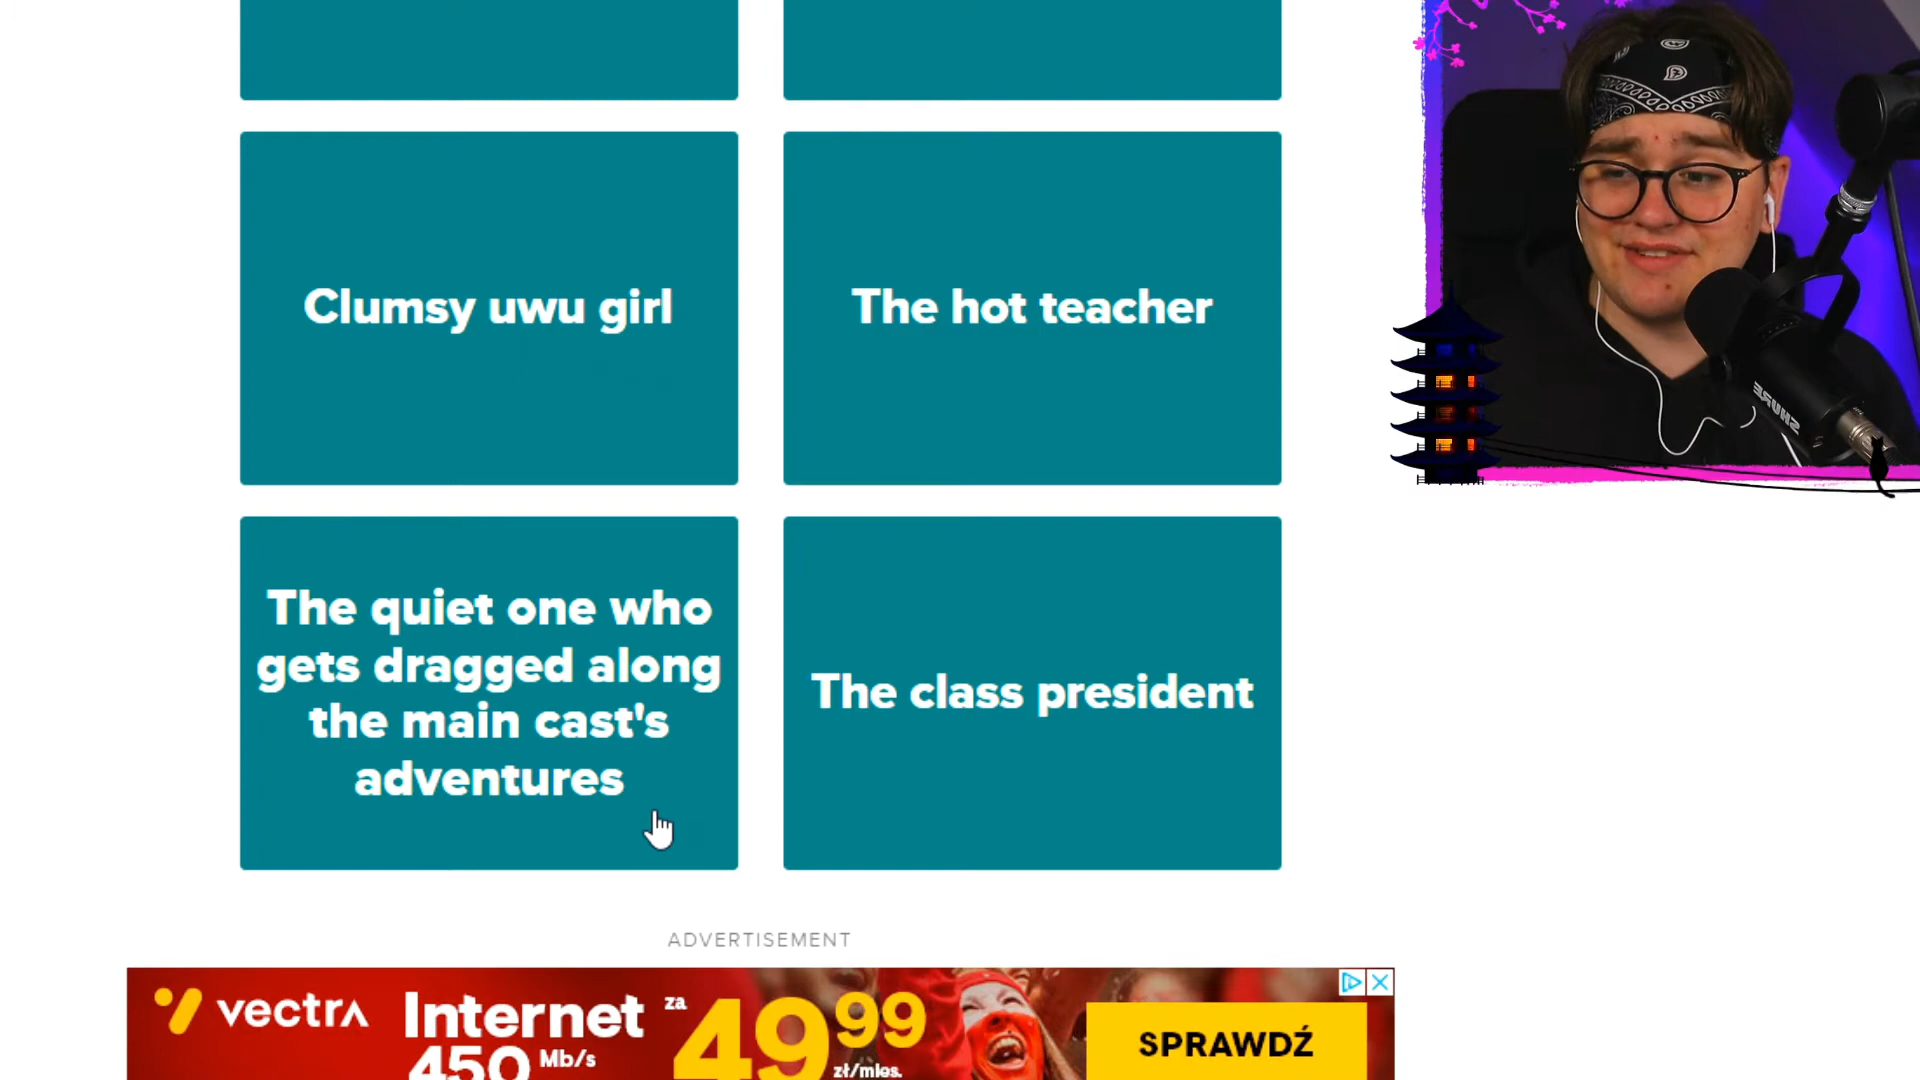 Clumsy uwu girl
The hot teacher
The quiet one who
gets dragged along
the main cast's
adventures
The class president
ADVERTISEMENT
vectra
Internet
450 Mb/s
za
49 99
zł/mies.
SPRAWDŹ
SHURE